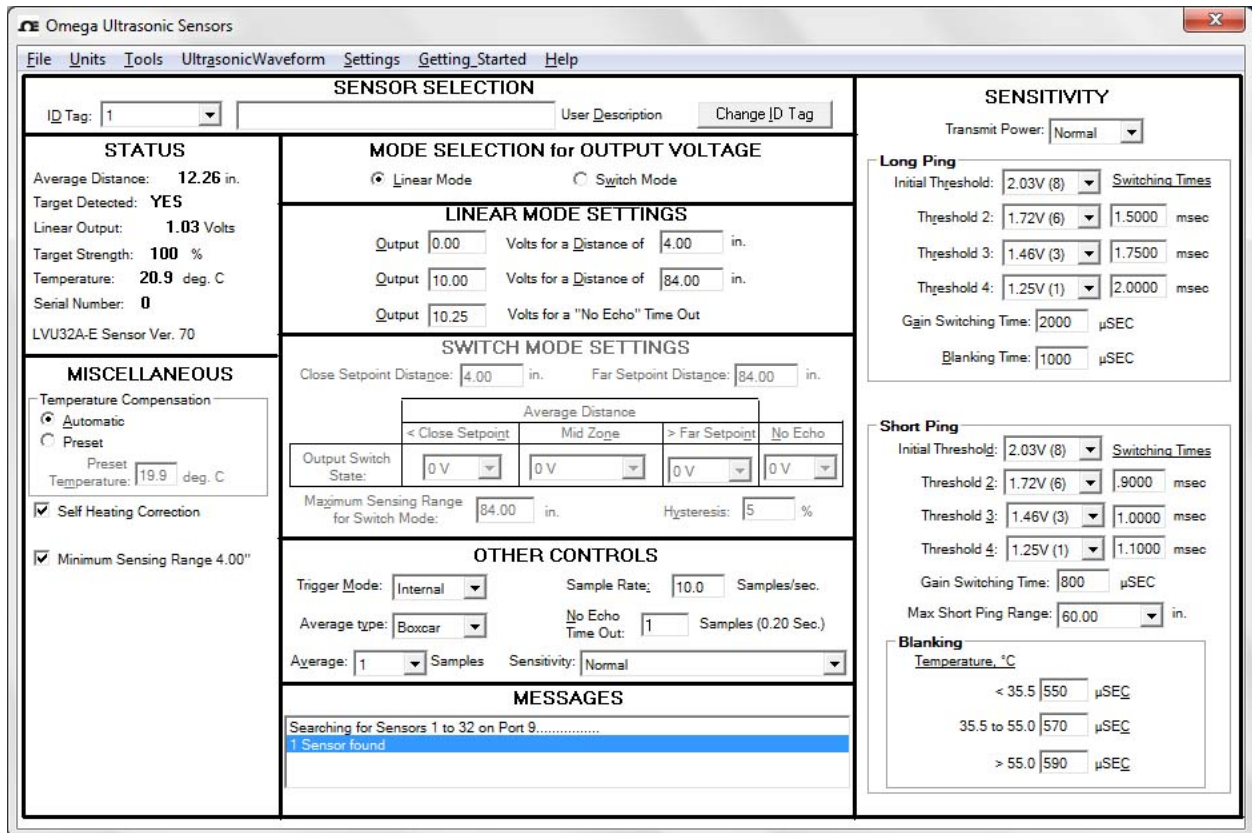 Omega Ultrasonic Sensors
File Units Tools UltrasonicWaveform Settings Getting_Started Help
SENSOR SELECTION
ID Tag: 1 User Description Change ID Tag
STATUS
Average Distance: 12.26 in.
Target Detected: YES
Linear Output: 1.03 Volts
Target Strength: 100 %
Temperature: 20.9 deg. C
Serial Number: 0
LVU32A-E Sensor Ver. 70
MISCELLANEOUS
Temperature Compensation
Automatic
Preset
Preset
Temperature: 19.9 deg. C
Self Heating Correction
Minimum Sensing Range 4.00"
MODE SELECTION for OUTPUT VOLTAGE
Linear Mode Switch Mode
LINEAR MODE SETTINGS
Output 0.00 Volts for a Distance of 4.00 in.
Output 10.00 Volts for a Distance of 84.00 in.
Output 10.25 Volts for a "No Echo" Time Out
SWITCH MODE SETTINGS
Close Setpoint Distance: 4.00 in. Far Setpoint Distance: 84.00 in.
Average Distance
< Close Setpoint Mid Zone > Far Setpoint No Echo
Output Switch
State: 0 V 0 V 0 V 0 V
Maximum Sensing Range
for Switch Mode: 84.00 in. Hysteresis: 5 %
OTHER CONTROLS
Trigger Mode: Internal Sample Rate: 10.0 Samples/sec.
Average type: Boxcar No Echo
Time Out: 1 Samples (0.20 Sec.)
Average: 1 Samples Sensitivity: Normal
MESSAGES
Searching for Sensors 1 to 32 on Port 9................
1 Sensor found
SENSITIVITY
Transmit Power: Normal
Long Ping
Initial Threshold: 2.03V (8) Switching Times
Threshold 2: 1.72V (6) 1.5000 msec
Threshold 3: 1.46V (3) 1.7500 msec
Threshold 4: 1.25V (1) 2.0000 msec
Gain Switching Time: 2000 µSEC
Blanking Time: 1000 µSEC
Short Ping
Initial Threshold: 2.03V (8) Switching Times
Threshold 2: 1.72V (6) .9000 msec
Threshold 3: 1.46V (3) 1.0000 msec
Threshold 4: 1.25V (1) 1.1000 msec
Gain Switching Time: 800 µSEC
Max Short Ping Range: 60.00 in.
Blanking
Temperature, °C
< 35.5 550 µSEC
35.5 to 55.0 570 µSEC
> 55.0 590 µSEC